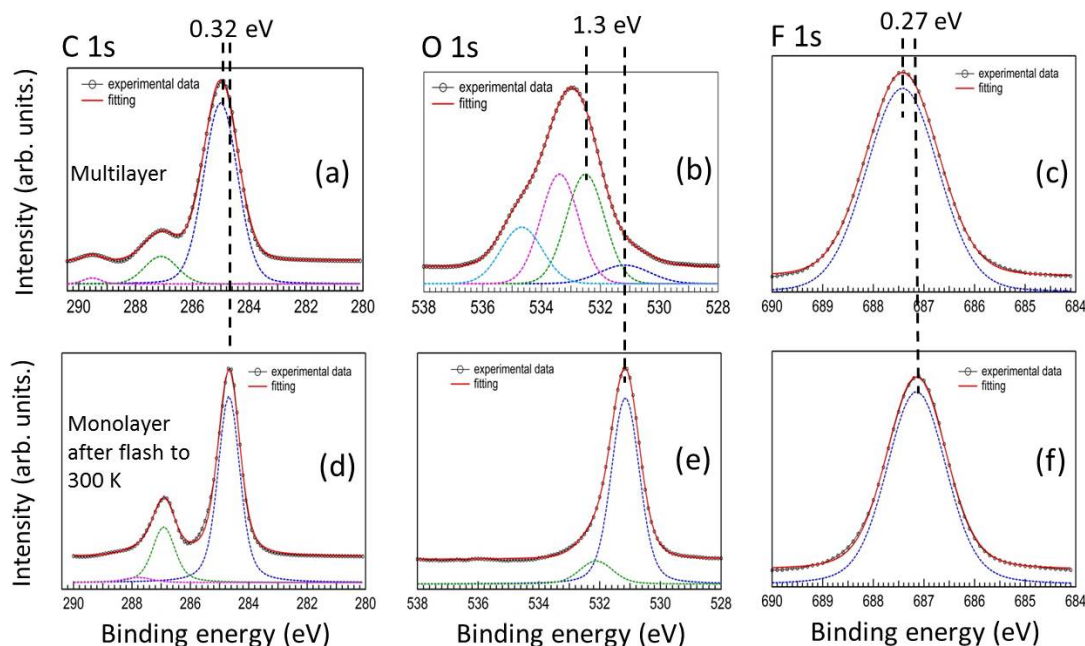 0.32 eV
1.3 eV
0.27 eV
C 1s
O 1s
F 1s
Intensity (arb. units.)
experimental data
fitting
Multilayer
(a)
290 288 286 284 282 280
experimental data
fitting
(b)
538 536 534 532 530 528
experimental data
fitting
(c)
690 689 688 687 686 685 684
Intensity (arb. units.)
experimental data
fitting
Monolayer
after flash to
300 K
(d)
290 288 286 284 282 280
experimental data
fitting
(e)
538 536 534 532 530 528
experimental data
fitting
(f)
690 689 688 687 686 685 684
Binding energy (eV)
Binding energy (eV)
Binding energy (eV)